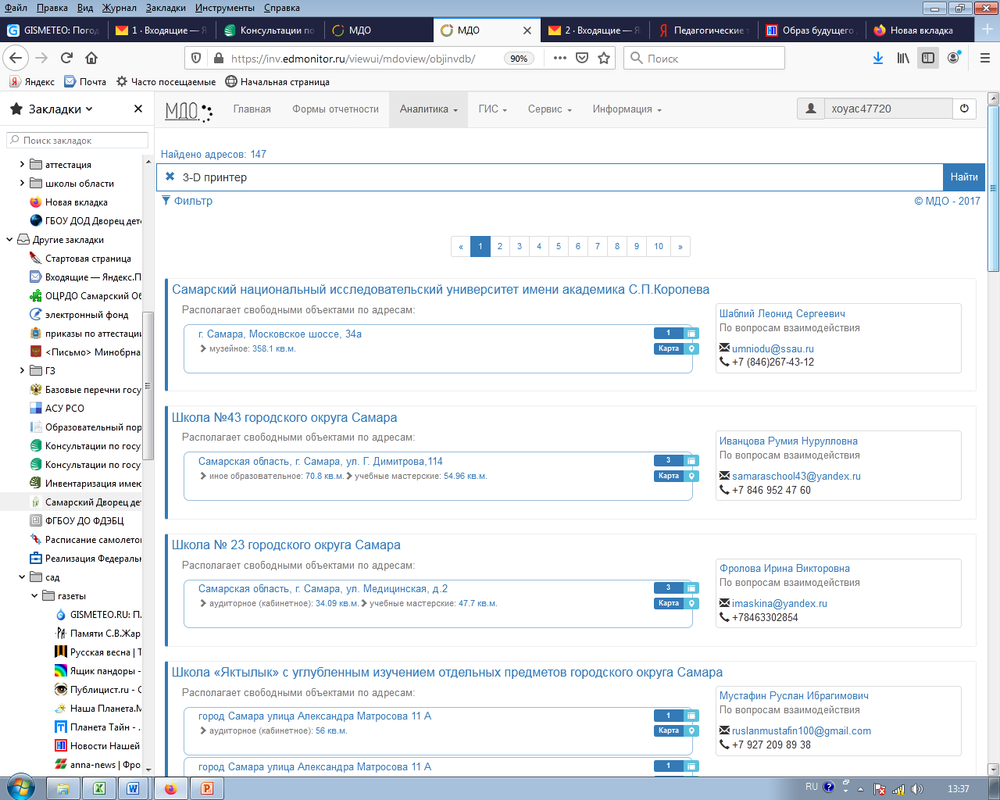 Файл Правка Вид Журнал Закладки Инструменты Справка
GISMETEO: Пого
1 · Входящие — Я
Консультации по
МДО
МДО
2 · Входящие — Я
Педагогические т
Образ будущего
Новая вкладка
https://inv.edmonitor.ru/viewui/mdoview/objinvdb/
90%
Поиск
Яндекс Почта Часто посещаемые Начальная страница
Закладки
Поиск закладок
аттестация
школы области
Новая вкладка
ГБОУ ДОД Дворец дет
Другие закладки
Стартовая страница
Входящие — Яндекс.П
ОЦРДО Самарский Об
электронный фонд
приказы по аттестации
<Письмо> Минобрна
ГЗ
Базовые перечни госу
АСУ РСО
Образовательный пор
Консультации по госу
Консультации по госу
Инвентаризация имею
Самарский Дворец дет
ФГБОУ ДО ФДЭБЦ
Расписание самолето
Реализация Федераль
сад
газеты
GISMETEO.RU: П.
Памяти С.В.Жар
Русская весна | Т
Ящик пандоры -
Публицист.ru - С
Наша Планета.М
Планета Тайн - .
Новости Нашей
anna-news | Фро
МДО
Главная Формы отчетности Аналитика ГИС Сервис Информация
xoyac47720
Найдено адресов: 147
3-D принтер
Найти
Фильтр
© МДО - 2017
« 1 2 3 4 5 6 7 8 9 10 »
Самарский национальный исследовательский университет имени академика С.П.Королева
Располагает свободными объектами по адресам:
г. Самара, Московское шоссе, 34а
1
музейное: 358.1 кв.м.
Карта
Шаблий Леонид Сергеевич
По вопросам взаимодействия
umniodu@ssau.ru
+7 (846)267-43-12
Школа №43 городского округа Самара
Располагает свободными объектами по адресам:
Самарская область, г. Самара, ул. Г. Димитрова,114
3
иное образовательное: 70.8 кв.м. учебные мастерские: 54.96 кв.м.
Карта
Иванцова Румия Нурулловна
По вопросам взаимодействия
samaraschool43@yandex.ru
+7 846 952 47 60
Школа № 23 городского округа Самара
Располагает свободными объектами по адресам:
Самарская область, г. Самара, ул. Медицинская, д.2
3
аудиторное (кабинетное): 34.09 кв.м. учебные мастерские: 47.7 кв.м.
Карта
Фролова Ирина Викторовна
По вопросам взаимодействия
imaskina@yandex.ru
+78463302854
Школа «Яктылык» с углубленным изучением отдельных предметов городского округа Самара
Располагает свободными объектами по адресам:
город Самара улица Александра Матросова 11 А
1
аудиторное (кабинетное): 56 кв.м.
Карта
город Самара улица Александра Матросова 11 А
1
Мустафин Руслан Ибрагимович
По вопросам взаимодействия
ruslanmustafin100@gmail.com
+7 927 209 89 38
RU
13:37